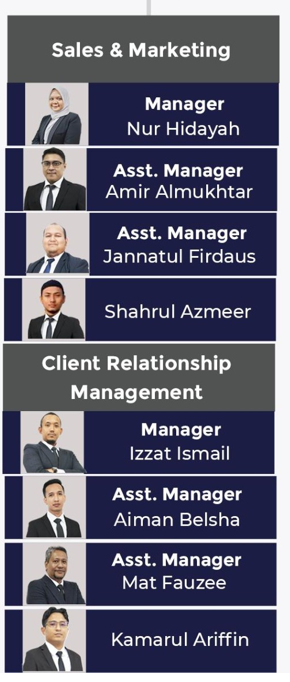 Sales & Marketing
Manager
Nur Hidayah
Asst. Manager
Amir Almukhtar
Asst. Manager
Jannatul Firdaus
Shahrul Azmeer
Client Relationship
Management
Manager
Izzat Ismail
Asst. Manager
Aiman Belsha
Asst. Manager
Mat Fauzee
Kamarul Ariffin